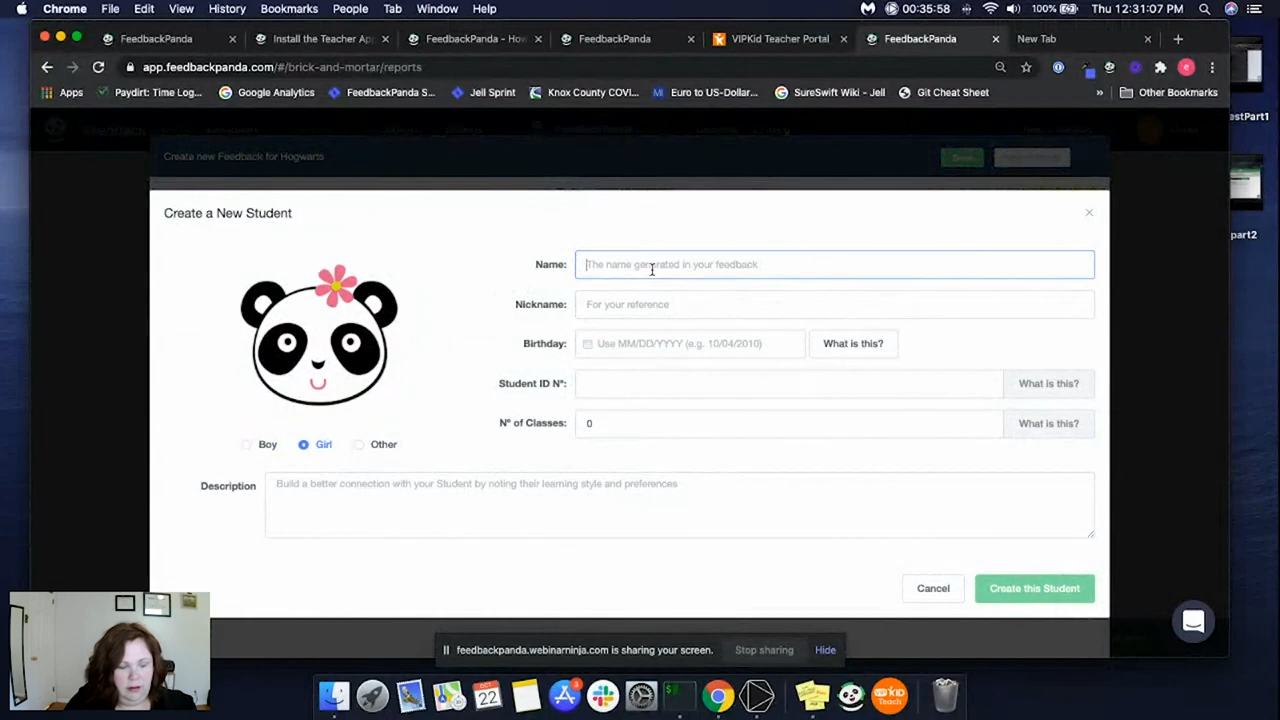 Chrome File Edit View History Bookmarks People Tab Window Help 00:35:58 100% Thu 12:31:07 PM
FeedbackPanda Install the Teacher Ap FeedbackPanda - How FeedbackPanda VIPKid Teacher Portal FeedbackPanda New Tab
app.feedbackpanda.com/#/brick-and-mortar/reports
Apps Paydirt: Time Log... Google Analytics FeedbackPanda S... Jell Sprint Knox County COVI... Euro to US-Dollar... SureSwift Wiki - Jell Git Cheat Sheet » Other Bookmarks
estPart1
Create new Feedback for Hogwarts
Create a New Student
part2
Name: The name generated in your feedback
Nickname: For your reference
Birthday: Use MM/DD/YYYY (e.g. 10/04/2010) What is this?
Student ID N°: What is this?
N° of Classes: 0 What is this?
Boy Girl Other
Description Build a better connection with your Student by noting their learning style and preferences
Cancel Create this Student
feedbackpanda.webinarninja.com is sharing your screen. Stop sharing Hide
OCT
22
3
VIPKID
Teach